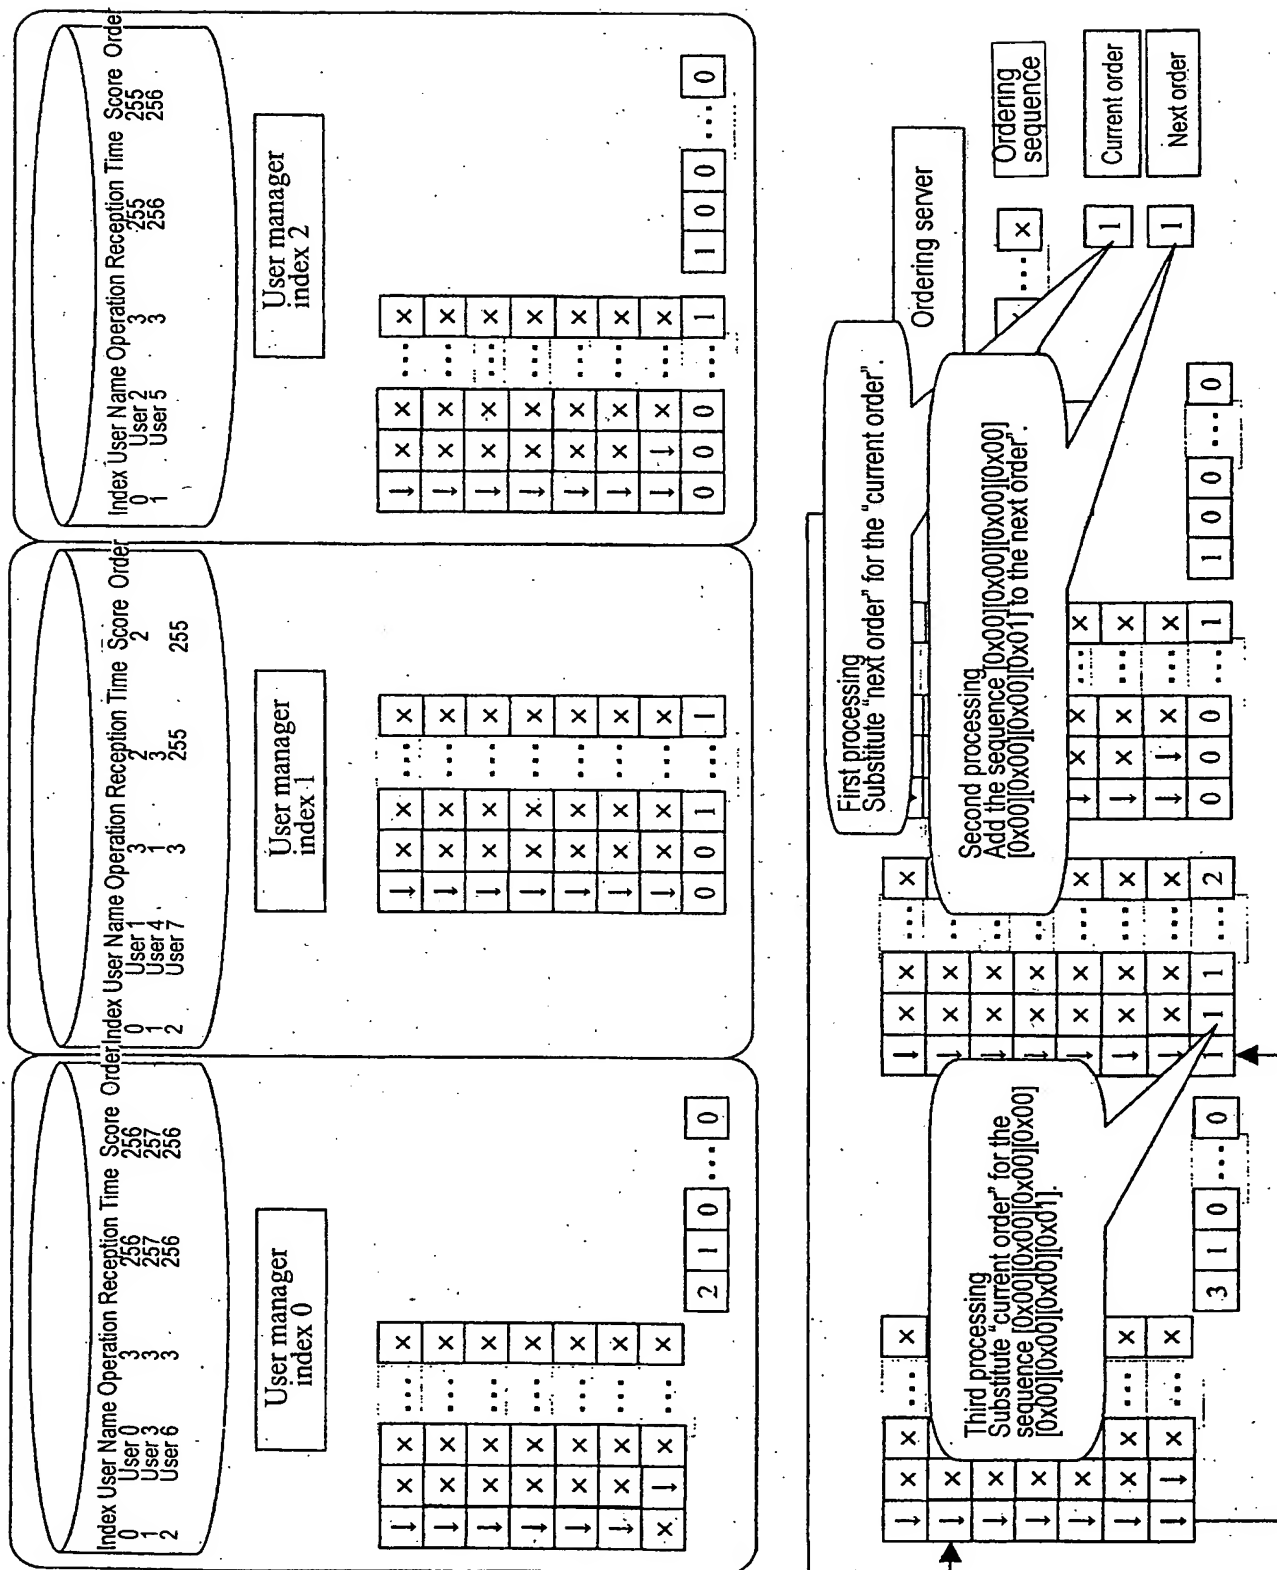 Index User Name Operation Reception Time Score Order
0 User 0 3 256 256
1 User 3 3 257 257
2 User 6 3 256 256
User manager
index 0
↓ × × ... ×
↓ × × ... ×
↓ × × ... ×
↓ × × ... ×
↓ × × ... ×
↓ × × ... ×
× ↓ × ... ×
2 1 0 ... 0
Index User Name Operation Reception Time Score Order
0 User 1 3 2 2
1 User 4 1 3
2 User 7 3 255 255
User manager
index 1
↓ × × ... ×
↓ × × ... ×
↓ × × ... ×
↓ × × ... ×
↓ × × ... ×
↓ × × ... ×
↓ × × ... ×
0 0 1 ... 1
Index User Name Operation Reception Time Score Order
0 User 2 3 255 255
1 User 5 3 256 256
User manager
index 2
↓ × × ... ×
↓ × × ... ×
↓ × × ... ×
↓ × × ... ×
↓ × × ... ×
↓ × × ... ×
↓ ↓ × ... ×
0 0 0 ... 1
1 0 0 ... 0
First processing
Substitute "next order" for the "current order".
Ordering server
Second processing
Add the sequence [0x00][0x00][0x00][0x00]
[0x00][0x00][0x00][0x01] to the next order".
Ordering
sequence
... ×
Current order
1
Next order
1
Third processing
Substitute "current order" for the
sequence [0x00][0x00][0x00][0x00]
[0x00][0x00][0x00][0x01].
↓ × × ... ×
↓ ×
↓ ×
↓ ×
↓ ×
↓ × × ... ×
↓ ↓ × ... ×
3 1 0 ... 0
↓ × × ... ×
↓ × × ...
↓ × × ...
↓ × × ...
↓ × × ... ×
↓ × × ... ×
↓ × × ... ×
1 1 1 ... 2
↓ × × ... ×
↓ × × ... ×
↓ ↓ × ... ×
0 0 0 ... 1
1 0 0 ... 0